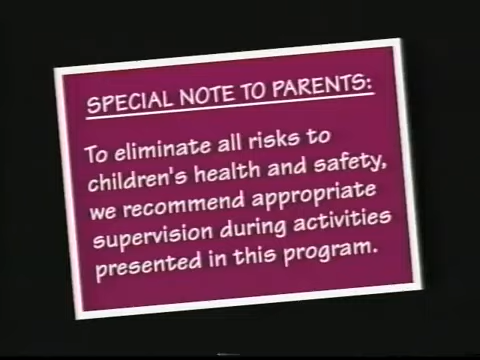 SPECIAL NOTE TO PARENTS:
To eliminate all risks to
children's health and safety,
we recommend appropriate
supervision during activities
presented in this program.